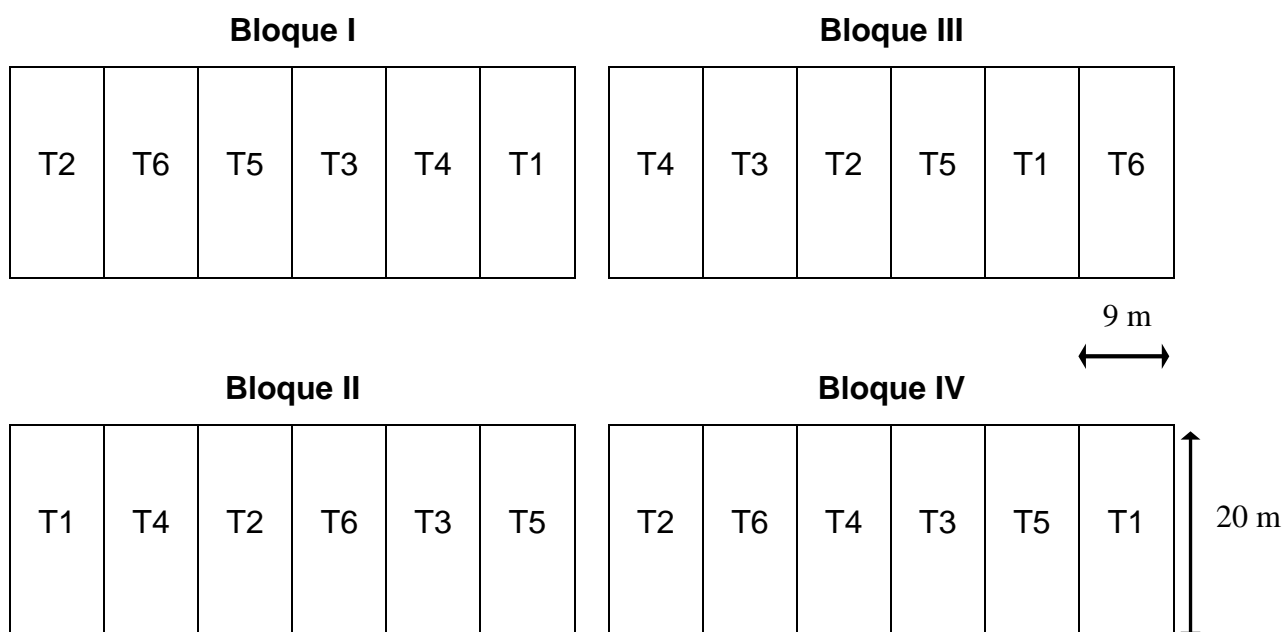 Bloque I Bloque III
T2 T6 T5 T3 T4 T1 T4 T3 T2 T5 T1 T6
9 m
Bloque II Bloque IV
T1 T4 T2 T6 T3 T5 T2 T6 T4 T3 T5 T1
20 m